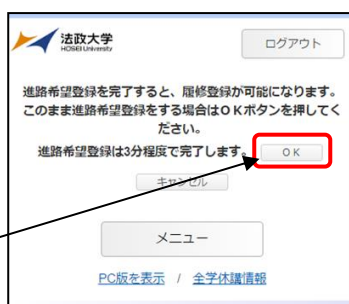 法政大学
HOSEI University
ログアウト
進路希望登録を完了すると、履修登録が可能になります。
このまま進路希望登録をする場合はＯＫボタンを押してく
ださい。
進路希望登録は3分程度で完了します。
ＯＫ
キャンセル
メニュー
PC版を表示 / 全学休講情報